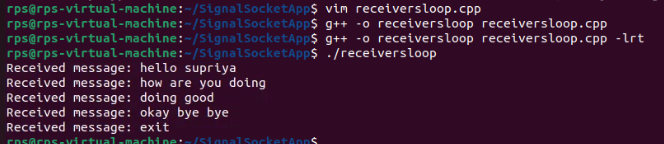 rps@rps-virtual-machine:~/SignalSocketApp$ vim receiversloop.cpp
rps@rps-virtual-machine:~/SignalSocketApp$ g++ -o receiversloop receiversloop.cpp
rps@rps-virtual-machine:~/SignalSocketApp$ g++ -o receiversloop receiversloop.cpp -lrt
rps@rps-virtual-machine:~/SignalSocketApp$ ./receiversloop
Received message: hello supriya
Received message: how are you doing
Received message: doing good
Received message: okay bye bye
Received message: exit
rps@rps-virtual-machine:~/SignalSocketApp$